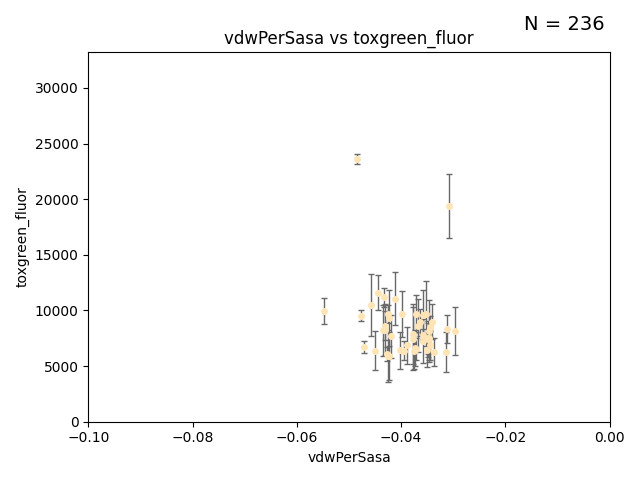 N = 236
vdwPerSasa vs toxgreen_fluor
30000
25000
20000
15000
10000
5000
0
toxgreen_fluor
−0.10 −0.08 −0.06 −0.04 −0.02 0.00
vdwPerSasa